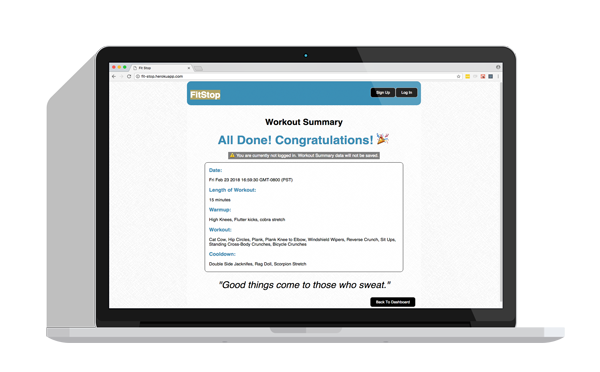 Fit Stop
fit-stop.herokuapp.com
FitStop
Sign Up
Log In
Workout Summary
All Done! Congratulations! 🎉
⚠️ You are currently not logged in. Workout Summary data will not be saved
Date:
Fri Feb 23 2018 16:59:30 GMT-0800 (PST)
Length of Workout:
15 minutes
Warmup:
High Knees, Flutter kicks, cobra stretch
Workout:
Cat Cow, Hip Circles, Plank, Plank Knee to Elbow, Windshield Wipers, Reverse Crunch, Sit Ups,
Standing Cross-Body Crunches, Bicycle Crunches
Cooldown:
Double Side Jacknifes, Rag Doll, Scorpion Stretch
"Good things come to those who sweat."
Back To Dashboard